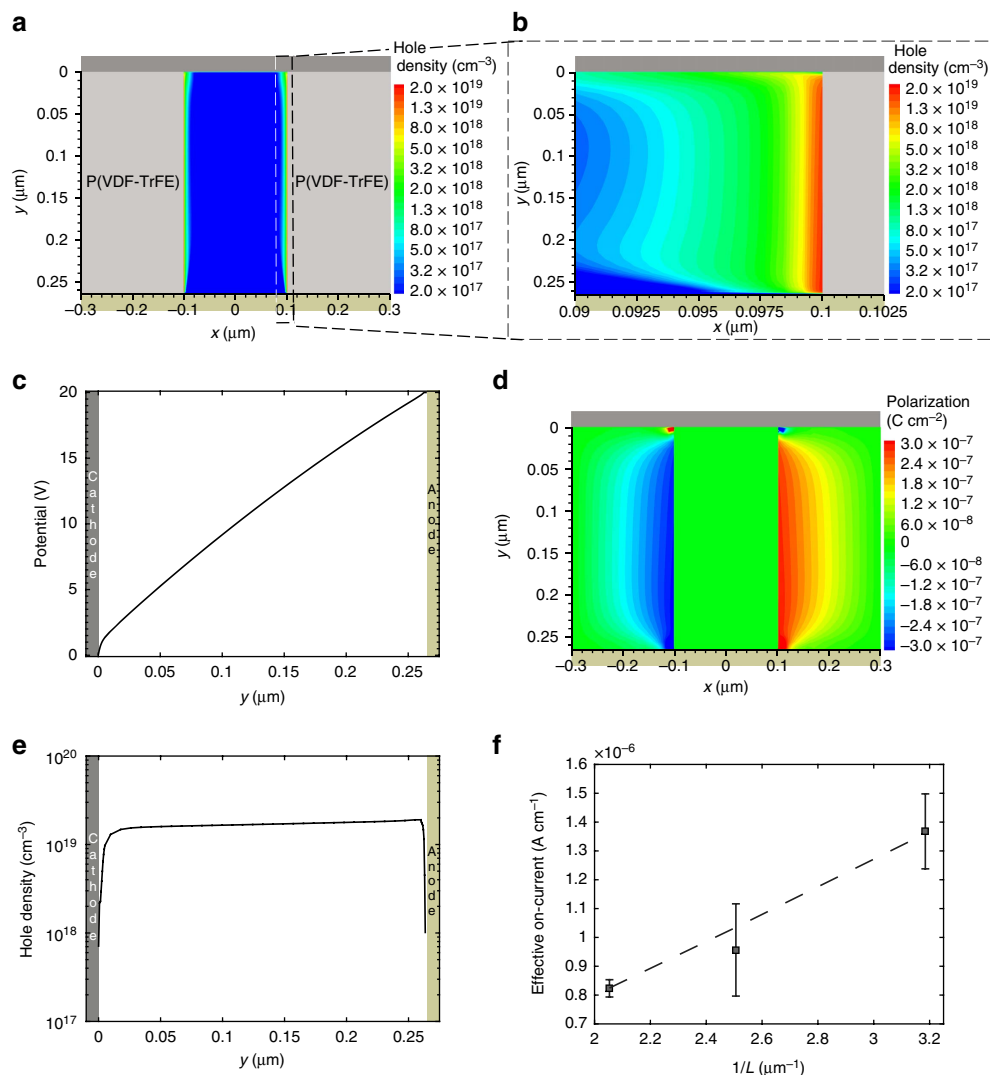 a
Hole
density (cm⁻³)
2.0 × 10¹⁹
1.3 × 10¹⁹
8.0 × 10¹⁸
5.0 × 10¹⁸
3.2 × 10¹⁸
2.0 × 10¹⁸
1.3 × 10¹⁸
8.0 × 10¹⁷
5.0 × 10¹⁷
3.2 × 10¹⁷
2.0 × 10¹⁷
P(VDF-TrFE)
P(VDF-TrFE)
0
0.05
0.1
0.15
0.2
0.25
y (μm)
−0.3 −0.2 −0.1 0 0.1 0.2 0.3
x (μm)
b
Hole
density (cm⁻³)
2.0 × 10¹⁹
1.3 × 10¹⁹
8.0 × 10¹⁸
5.0 × 10¹⁸
3.2 × 10¹⁸
2.0 × 10¹⁸
1.3 × 10¹⁸
8.0 × 10¹⁷
5.0 × 10¹⁷
3.2 × 10¹⁷
2.0 × 10¹⁷
0
0.05
0.1
0.15
0.2
0.25
y (μm)
0.09 0.0925 0.095 0.0975 0.1 0.1025
x (μm)
c
20
15
10
5
0
Potential (V)
Cathode
Anode
0 0.05 0.1 0.15 0.20 0.25
y (μm)
d
Polarization
(C cm⁻²)
3.0 × 10⁻⁷
2.4 × 10⁻⁷
1.2 × 10⁻⁷
6.0 × 10⁻⁸
0
−6.0 × 10⁻⁸
−1.2 × 10⁻⁷
−1.8 × 10⁻⁷
−2.4 × 10⁻⁷
−3.0 × 10⁻⁷
0
0.05
0.1
0.15
0.2
0.25
y (μm)
−0.3 −0.2 −0.1 0 0.1 0.2 0.3
x (μm)
e
10²⁰
10¹⁹
10¹⁸
10¹⁷
Hole density (cm⁻³)
Cathode
Anode
0 0.05 0.1 0.15 0.20 0.25
y (μm)
f
×10⁻⁶
1.6
1.5
1.4
1.3
1.2
1.1
1
0.9
0.8
0.7
Effective on-current (A cm⁻¹)
2 2.2 2.4 2.6 2.8 3 3.2
1/L (μm⁻¹)